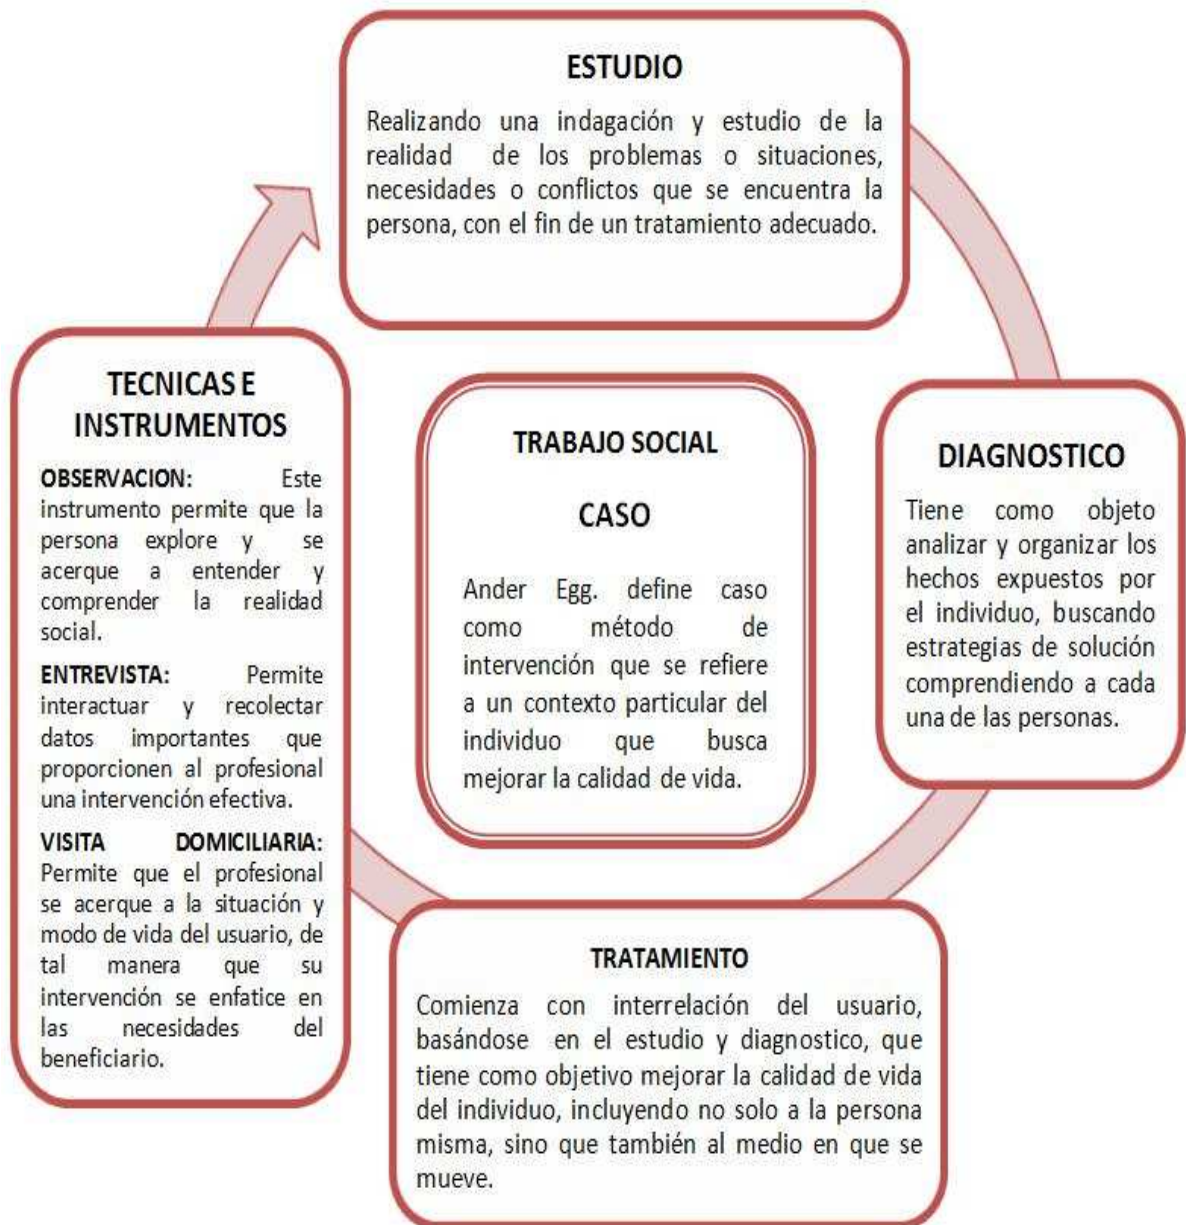 ESTUDIO
Realizando una indagación y estudio de la
realidad de los problemas o situaciones,
necesidades o conflictos que se encuentra la
persona, con el fin de un tratamiento adecuado.
TECNICAS E
INSTRUMENTOS
OBSERVACION: Este
instrumento permite que la
persona explore y se
acerque a entender y
comprender la realidad
social.
ENTREVISTA: Permite
interactuar y recolectar
datos importantes que
proporcionen al profesional
una intervención efectiva.
VISITA DOMICILIARIA:
Permite que el profesional
se acerque a la situación y
modo de vida del usuario, de
tal manera que su
intervención se enfatice en
las necesidades del
beneficiario.
TRABAJO SOCIAL
CASO
Ander Egg. define caso
como método de
intervención que se refiere
a un contexto particular del
individuo que busca
mejorar la calidad de vida.
DIAGNOSTICO
Tiene como objeto
analizar y organizar los
hechos expuestos por
el individuo, buscando
estrategias de solución
comprendiendo a cada
una de las personas.
TRATAMIENTO
Comienza con interrelación del usuario,
basándose en el estudio y diagnostico, que
tiene como objetivo mejorar la calidad de vida
del individuo, incluyendo no solo a la persona
misma, sino que también al medio en que se
mueve.